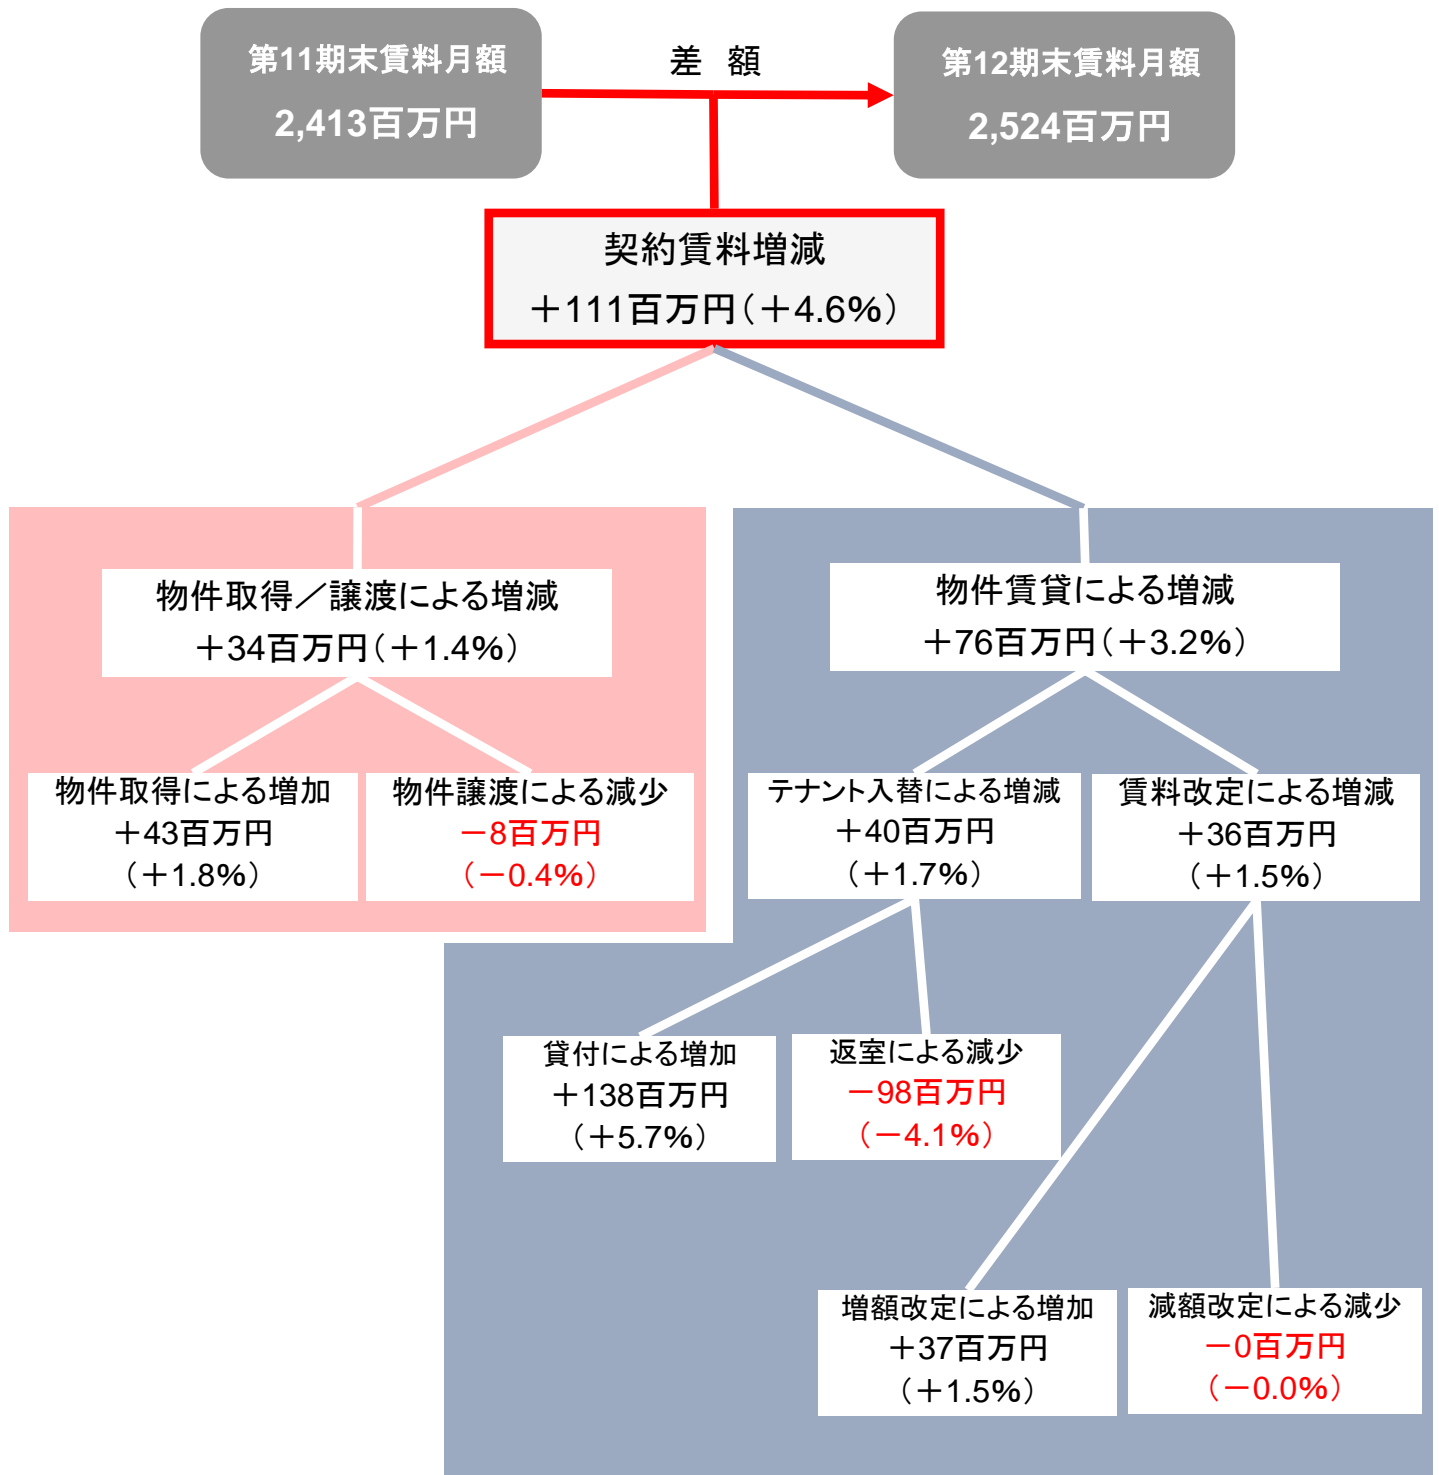 第11期末賃料月額
2,413百万円
差 額
第12期末賃料月額
2,524百万円
契約賃料増減
＋111百万円（＋4.6%）
物件取得／譲渡による増減
＋34百万円（＋1.4%）
物件賃貸による増減
＋76百万円（＋3.2%）
物件取得による増加
＋43百万円
（＋1.8%）
物件譲渡による減少
－8百万円
（－0.4%）
テナント入替による増減
＋40百万円
（＋1.7%）
賃料改定による増減
＋36百万円
（＋1.5%）
貸付による増加
＋138百万円
（＋5.7%）
返室による減少
－98百万円
（－4.1%）
増額改定による増加
＋37百万円
（＋1.5%）
減額改定による減少
－0百万円
（－0.0%）